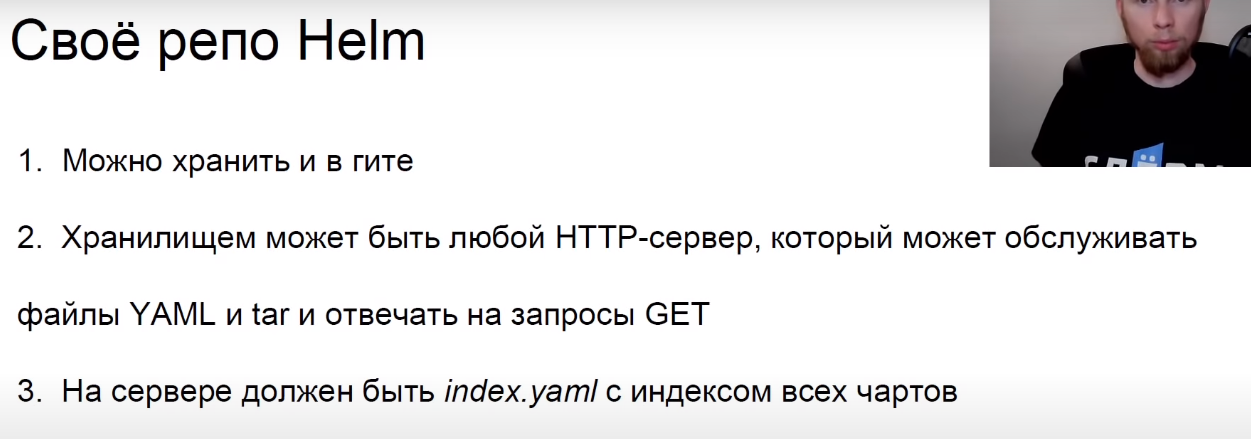 Своё репо Helm
1. Можно хранить и в гите
2. Хранилищем может быть любой HTTP-сервер, который может обслуживать
файлы YAML и tar и отвечать на запросы GET
3. На сервере должен быть index.yaml с индексом всех чартов